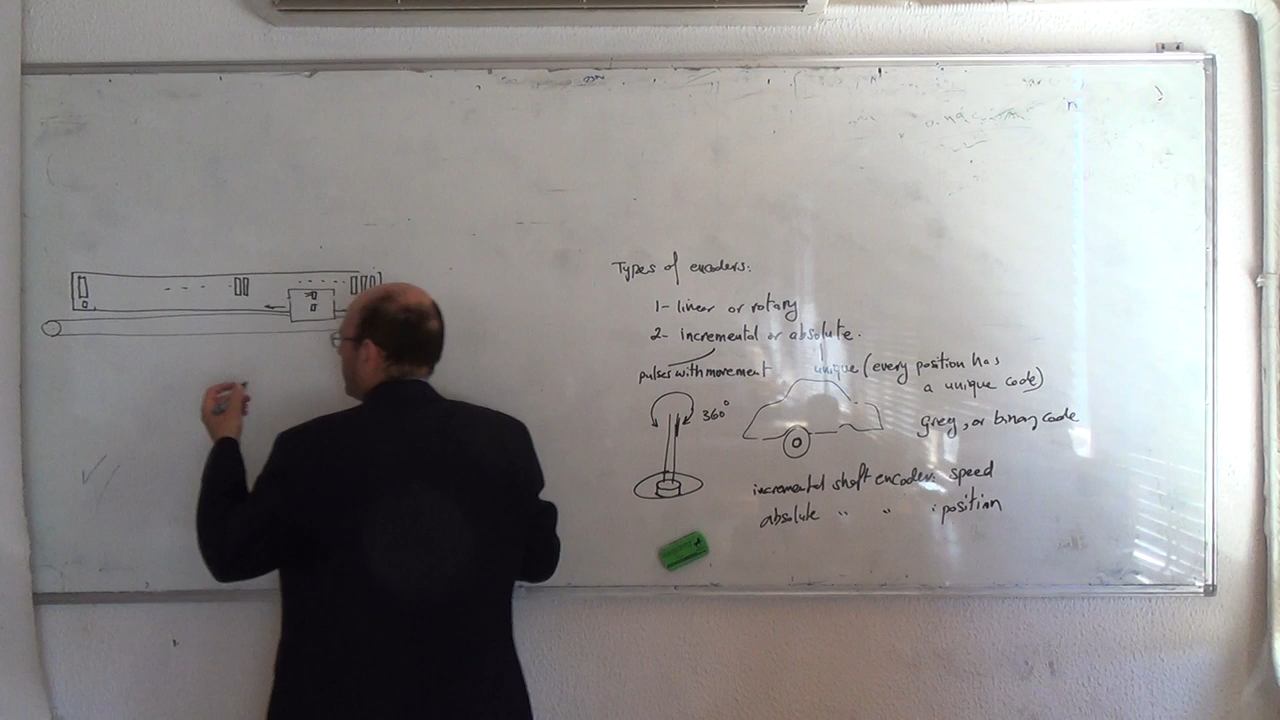 Types of encoders:
1- linear or rotary
2- incremental or absolute.
pulses with movement unique (every position has
a unique code)
360°
grey, or binary code
incremental shaft encoder: speed
absolute " " : position